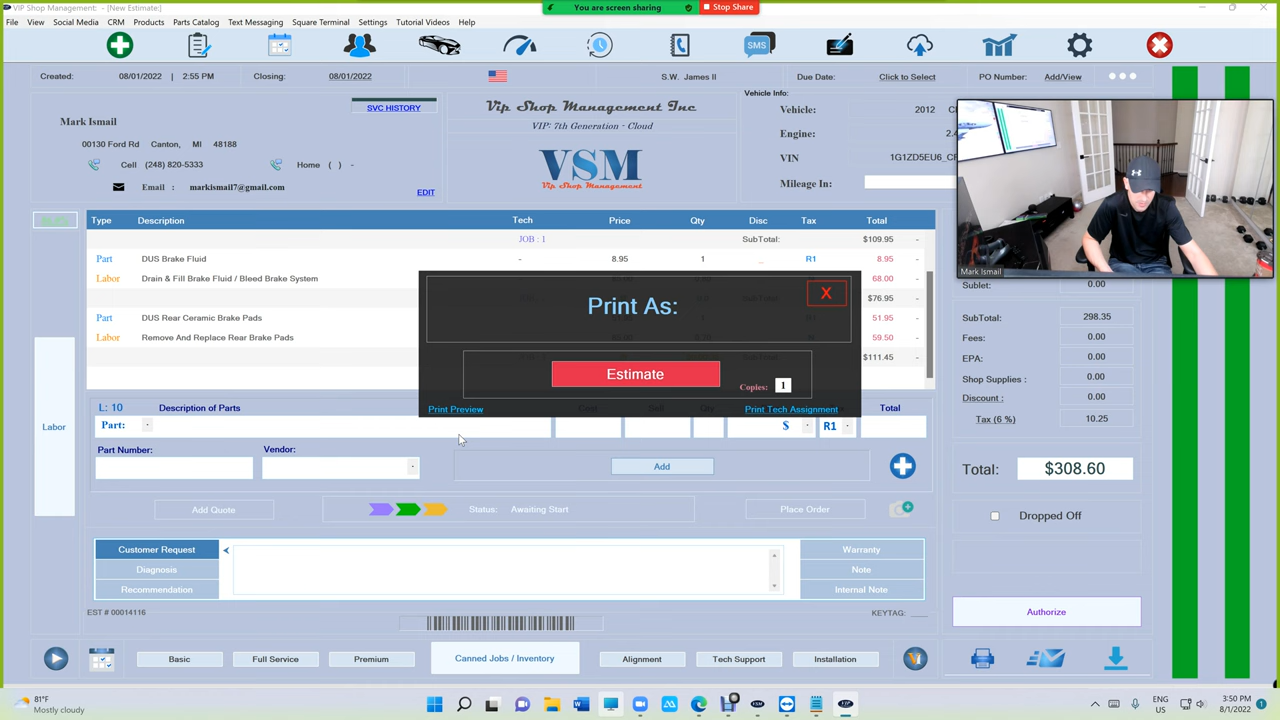 VIP Shop Management: - [New Estimate:]
You are screen sharing
Stop Share
File View Social Media CRM Products Parts Catalog Text Messaging Square Terminal Settings Tutorial Videos Help
SMS
Created: 08/01/2022 | 2:55 PM Closing: 08/01/2022 S.W. James II Due Date: Click to Select PO Number: Add/View
SVC HISTORY
Mark Ismail
00130 Ford Rd Canton, MI 48188
Cell (248) 820-5333 Home ( ) -
Email : markismail7@gmail.com
EDIT
Vip Shop Management Inc
VIP: 7th Generation - Cloud
VSM
Vip Shop Management
Vehicle Info:
Vehicle: 2012
Engine: 2.4
VIN
Mileage In:
Mark Ismail
Type Description Tech Price Qty Disc Tax Total
JOB : 1 SubTotal: $109.95 -
Part DUS Brake Fluid - 8.95 1 R1 8.95 -
Labor Drain & Fill Brake Fluid / Bleed Brake System 68.00 -
$76.95 -
Part DUS Rear Ceramic Brake Pads 51.95 -
Labor Remove And Replace Rear Brake Pads 59.50 -
$111.45 -
Print As:
X
Estimate
Copies: 1
Print Preview
Print Tech Assignment
Sublet: 0.00
SubTotal: 298.35
Fees: 0.00
EPA: 0.00
Shop Supplies : 0.00
Discount : 0.00
Tax (6 %) 10.25
Total: $308.60
Dropped Off
Authorize
Labor
L: 10 Description of Parts Total
Part: $ R1
Part Number: Vendor:
Add
Add Quote Status: Awaiting Start Place Order
Customer Request
Diagnosis
Recommendation
Warranty
Note
Internal Note
EST # 00014116
KEYTAG: ____
Basic Full Service Premium Canned Jobs / Inventory Alignment Tech Support Installation
81°F
Mostly cloudy
ENG
US
3:50 PM
8/1/2022